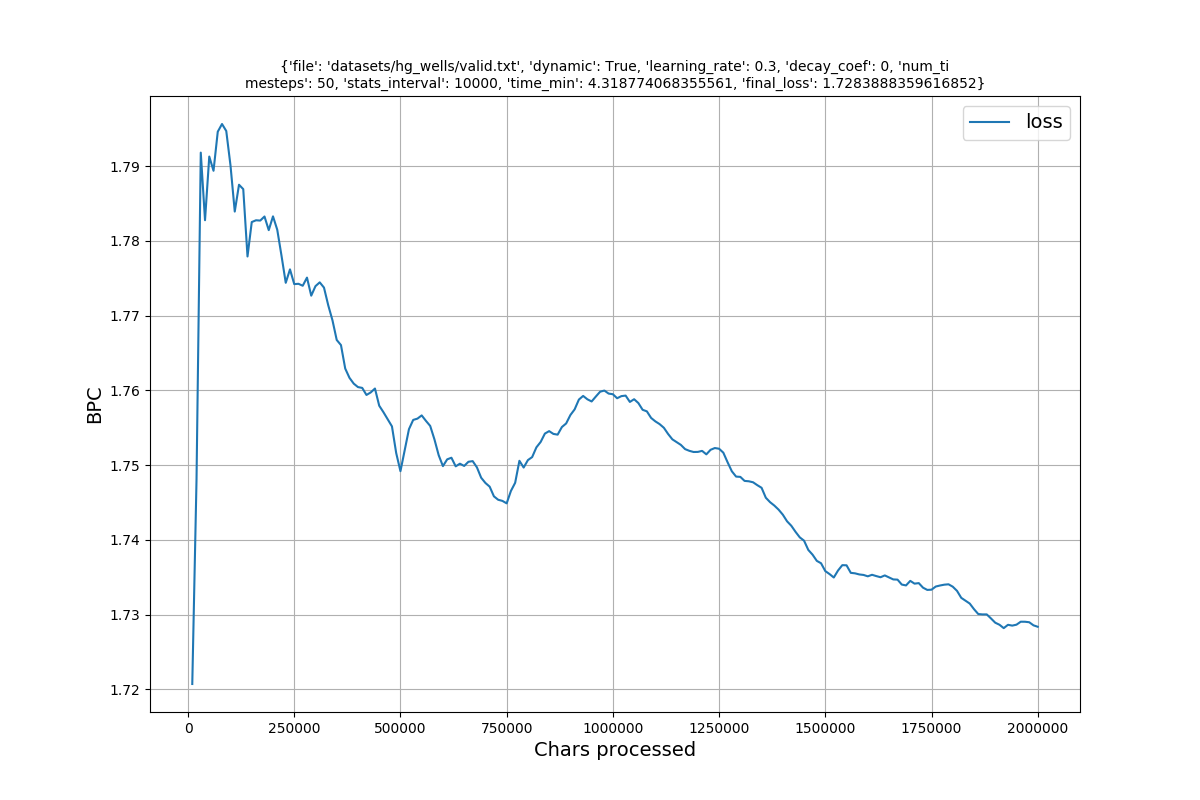 {'file': 'datasets/hg_wells/valid.txt', 'dynamic': True, 'learning_rate': 0.3, 'decay_coef': 0, 'num_ti
mesteps': 50, 'stats_interval': 10000, 'time_min': 4.318774068355561, 'final_loss': 1.7283888359616852}
loss
1.79
1.78
1.77
1.76
1.75
1.74
1.73
1.72
BPC
0 250000 500000 750000 1000000 1250000 1500000 1750000 2000000
Chars processed